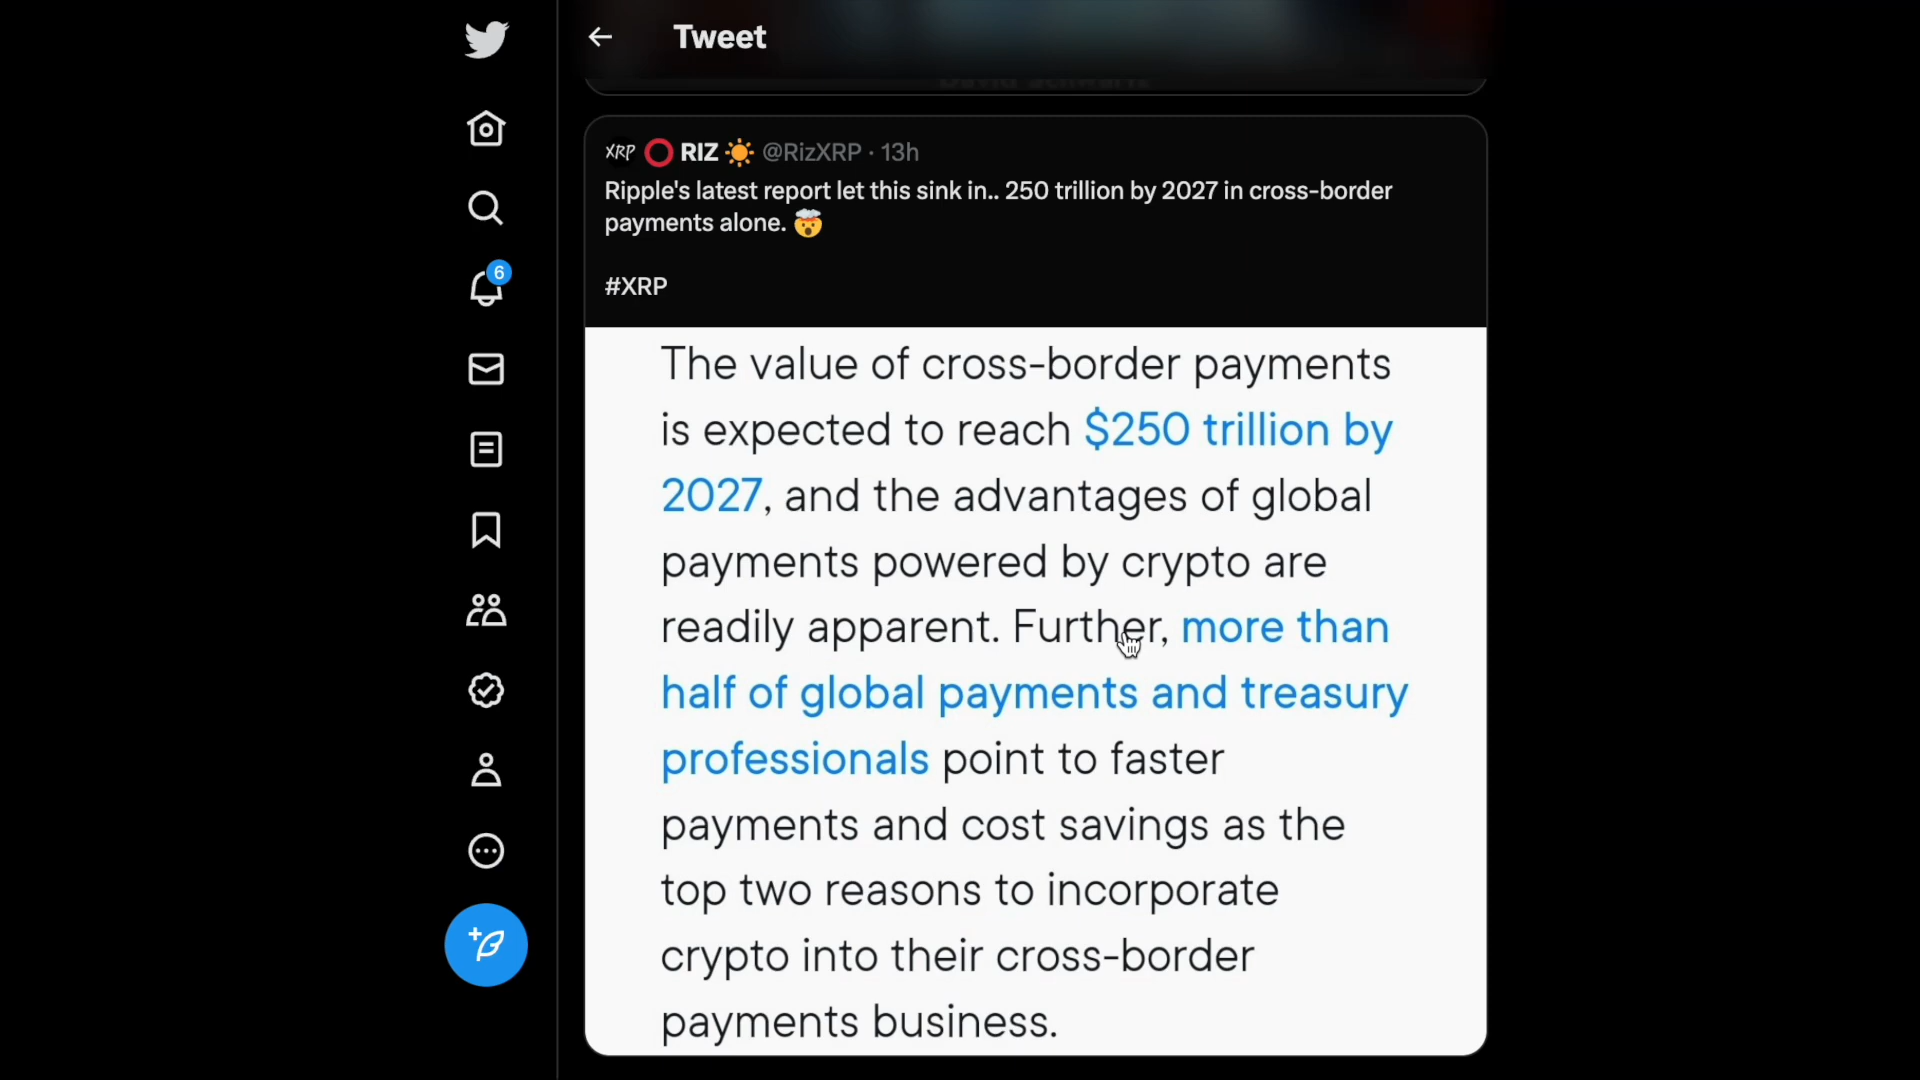 Tweet
XRP RIZ @RizXRP · 13h
Ripple's latest report let this sink in.. 250 trillion by 2027 in cross-border
payments alone. 🤯
#XRP
6
The value of cross-border payments
is expected to reach $250 trillion by
2027, and the advantages of global
payments powered by crypto are
readily apparent. Further, more than
half of global payments and treasury
professionals point to faster
payments and cost savings as the
top two reasons to incorporate
crypto into their cross-border
payments business.